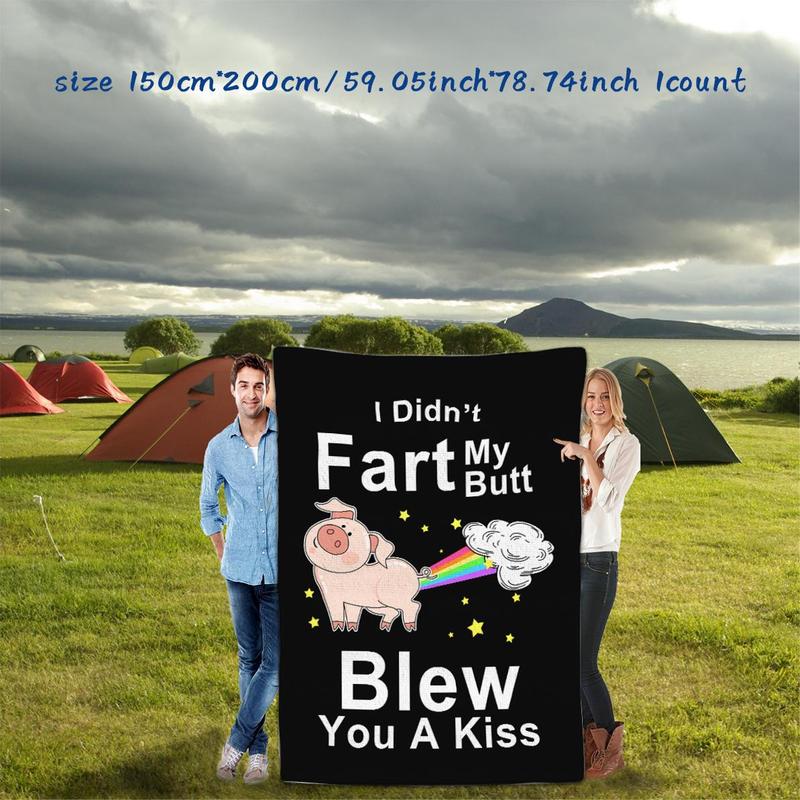 size 150cm*200cm/59.05inch*78.74inch 1count
I Didn't
Fart My
Butt
Blew
You A Kiss